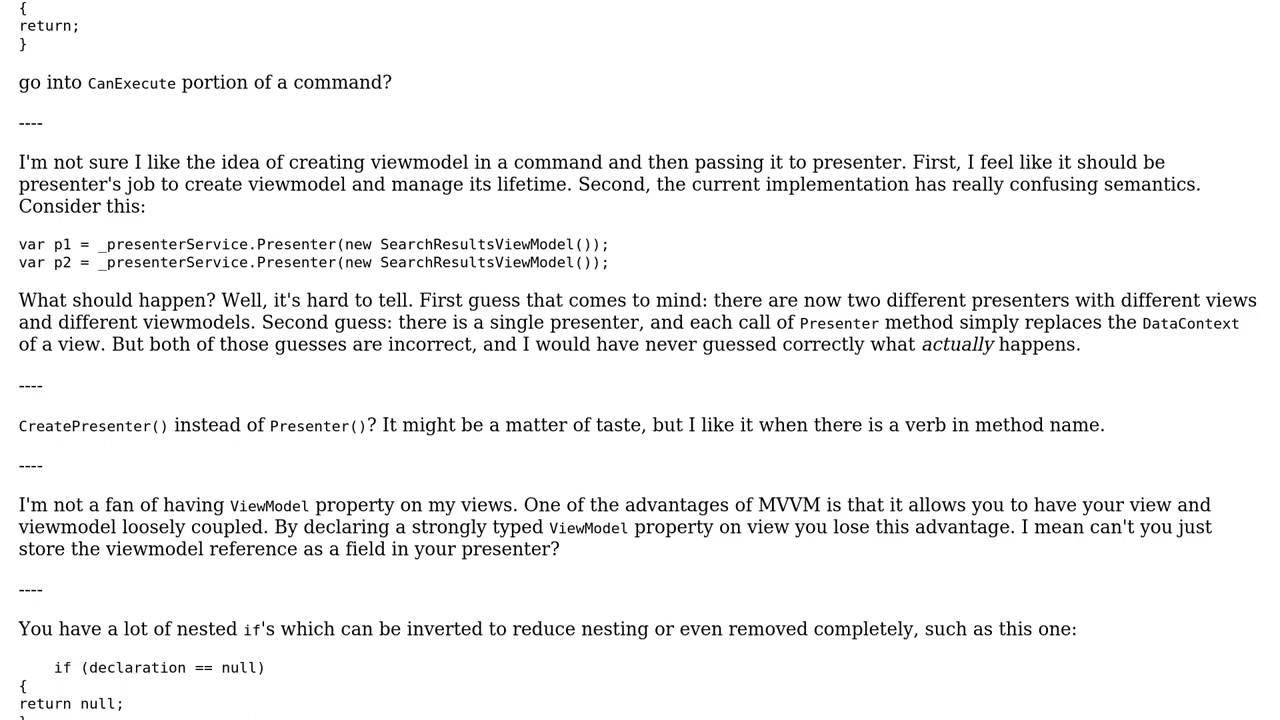 {
return;
}
go into CanExecute portion of a command?
----
I'm not sure I like the idea of creating viewmodel in a command and then passing it to presenter. First, I feel like it should be
presenter's job to create viewmodel and manage its lifetime. Second, the current implementation has really confusing semantics.
Consider this:
var p1 = _presenterService.Presenter(new SearchResultsViewModel());
var p2 = _presenterService.Presenter(new SearchResultsViewModel());
What should happen? Well, it's hard to tell. First guess that comes to mind: there are now two different presenters with different views
and different viewmodels. Second guess: there is a single presenter, and each call of Presenter method simply replaces the DataContext
of a view. But both of those guesses are incorrect, and I would have never guessed correctly what actually happens.
----
CreatePresenter() instead of Presenter()? It might be a matter of taste, but I like it when there is a verb in method name.
----
I'm not a fan of having ViewModel property on my views. One of the advantages of MVVM is that it allows you to have your view and
viewmodel loosely coupled. By declaring a strongly typed ViewModel property on view you lose this advantage. I mean can't you just
store the viewmodel reference as a field in your presenter?
----
You have a lot of nested if's which can be inverted to reduce nesting or even removed completely, such as this one:
    if (declaration == null)
{
return null;
}